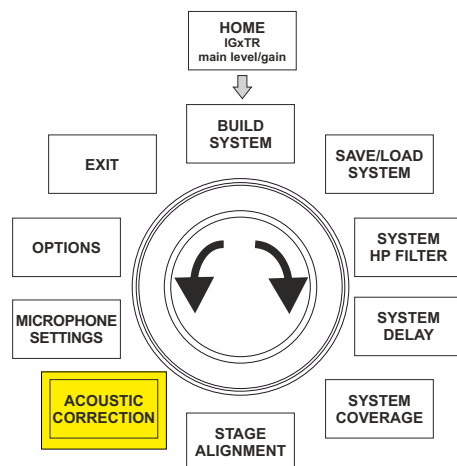 HOME
IGxTR
main level/gain
BUILD
SYSTEM
EXIT
SAVE/LOAD
SYSTEM
OPTIONS
SYSTEM
HP FILTER
MICROPHONE
SETTINGS
SYSTEM
DELAY
ACOUSTIC
CORRECTION
SYSTEM
COVERAGE
STAGE
ALIGNMENT